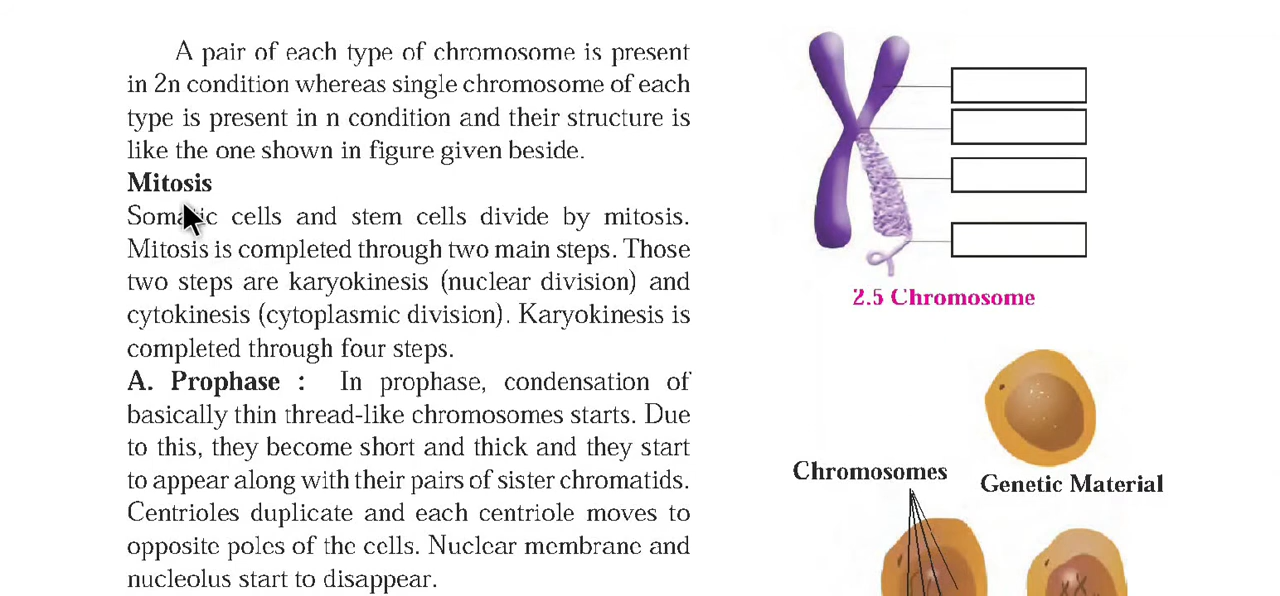 A pair of each type of chromosome is present
in 2n condition whereas single chromosome of each
type is present in n condition and their structure is
like the one shown in figure given beside.
Mitosis
Somatic cells and stem cells divide by mitosis.
Mitosis is completed through two main steps. Those
two steps are karyokinesis (nuclear division) and
cytokinesis (cytoplasmic division). Karyokinesis is
completed through four steps.
A. Prophase : In prophase, condensation of
basically thin thread-like chromosomes starts. Due
to this, they become short and thick and they start
to appear along with their pairs of sister chromatids.
Centrioles duplicate and each centriole moves to
opposite poles of the cells. Nuclear membrane and
nucleolus start to disappear.
2.5 Chromosome
Chromosomes
Genetic Material